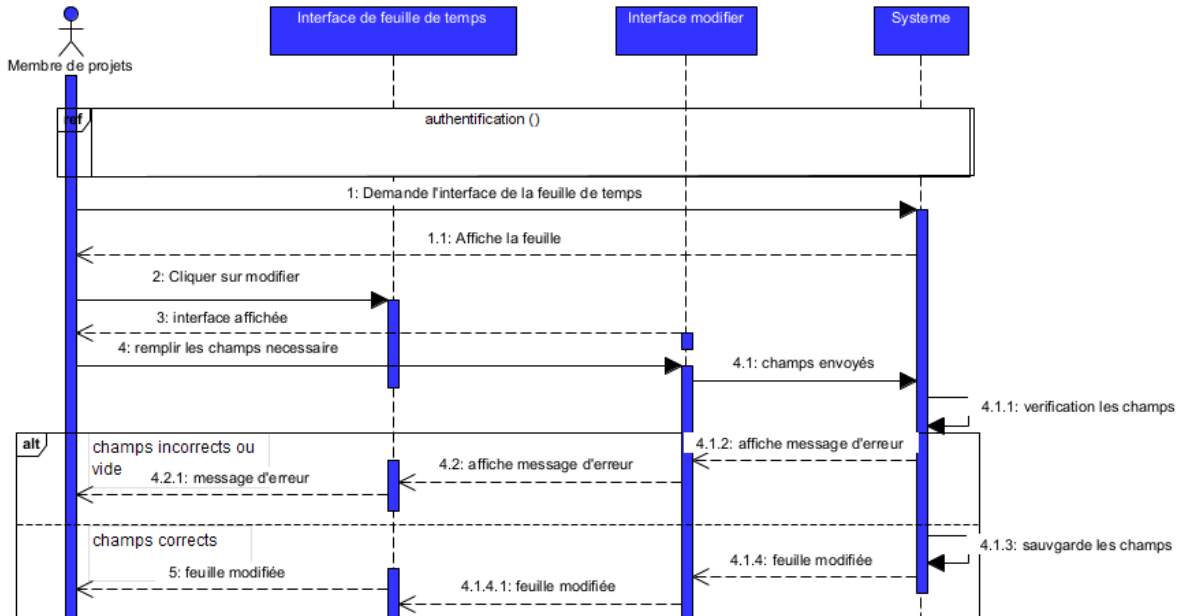 Interface de feuille de temps
Interface modifier
Systeme
Membre de projets
ref
authentification ()
1: Demande l'interface de la feuille de temps
1.1: Affiche la feuille
2: Cliquer sur modifier
3: interface affichée
4: remplir les champs necessaire
4.1: champs envoyés
4.1.1: verification les champs
alt
champs incorrects ou
vide
4.1.2: affiche message d'erreur
4.2: affiche message d'erreur
4.2.1: message d'erreur
champs corrects
4.1.3: sauvgarde les champs
4.1.4: feuille modifiée
5: feuille modifiée
4.1.4.1: feuille modifiée